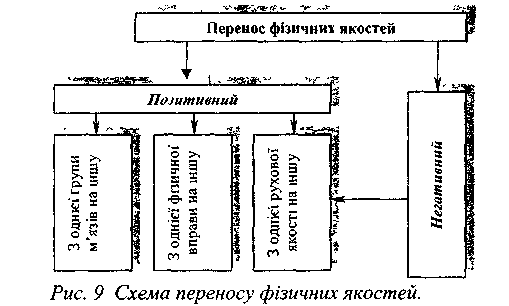 Перенос фізичних якостей
Позитивний
З однієї групи
м'язів на іншу
З однієї фізичної
вправи на іншу
З однієї рухової
якості на іншу
Негативний
Рис. 9 Схема переносу фізичних якостей.